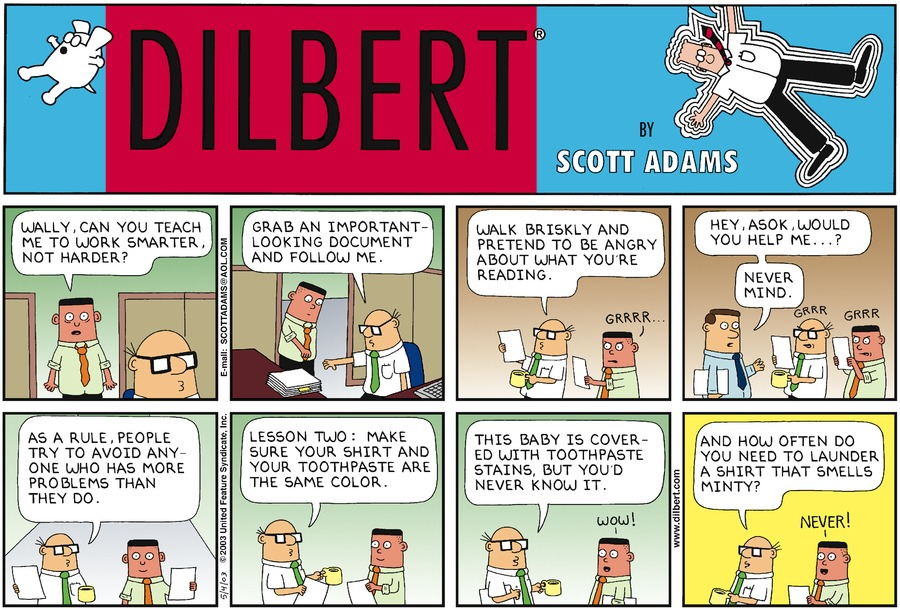 DILBERT®
BY
SCOTT ADAMS
WALLY, CAN YOU TEACH
ME TO WORK SMARTER,
NOT HARDER?
E-mail: SCOTTADAMS@AOL.COM
GRAB AN IMPORTANT-
LOOKING DOCUMENT
AND FOLLOW ME.
WALK BRISKLY AND
PRETEND TO BE ANGRY
ABOUT WHAT YOU'RE
READING.
GRRRR...
HEY, ASOK, WOULD
YOU HELP ME...?
NEVER
MIND.
GRRR
GRRR
AS A RULE, PEOPLE
TRY TO AVOID ANY-
ONE WHO HAS MORE
PROBLEMS THAN
THEY DO.
5/4/03 ©2003 United Feature Syndicate, Inc.
LESSON TWO: MAKE
SURE YOUR SHIRT AND
YOUR TOOTHPASTE ARE
THE SAME COLOR.
THIS BABY IS COVER-
ED WITH TOOTHPASTE
STAINS, BUT YOU'D
NEVER KNOW IT.
WOW!
www.dilbert.com
AND HOW OFTEN DO
YOU NEED TO LAUNDER
A SHIRT THAT SMELLS
MINTY?
NEVER!